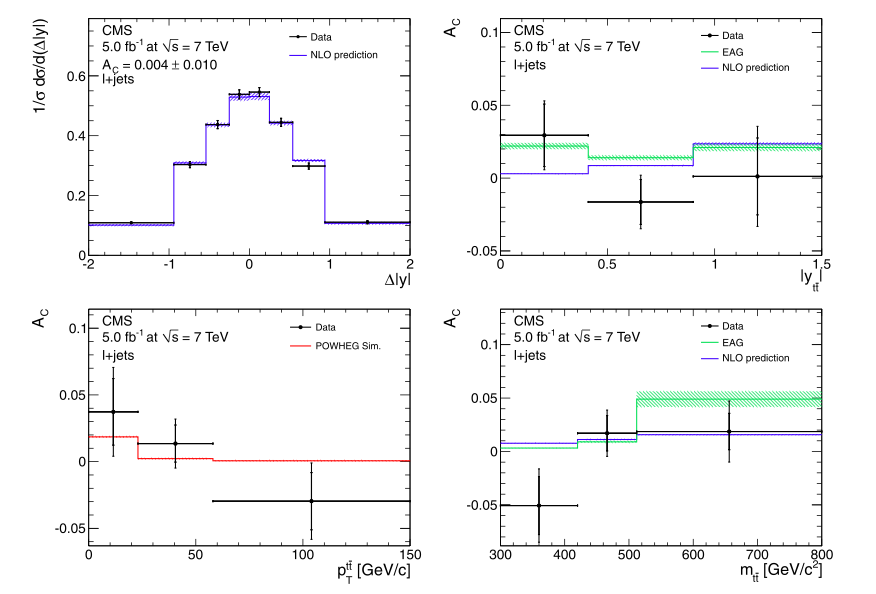 1/σ dσ/d(Δ|y|)
CMS
5.0 fb⁻¹ at √s = 7 TeV
A_C = 0.004 ± 0.010
l+jets
Data
NLO prediction
0.6
0.4
0.2
0
-2 -1 0 1 2
Δ|y|
A_C
CMS
5.0 fb⁻¹ at √s = 7 TeV
l+jets
Data
EAG
NLO prediction
0.1
0.05
0
-0.05
0 0.5 1 1.5
|y_tt̄|
A_C
CMS
5.0 fb⁻¹ at √s = 7 TeV
l+jets
Data
POWHEG Sim.
0.1
0.05
0
-0.05
0 50 100 150
p_T^tt̄ [GeV/c]
A_C
CMS
5.0 fb⁻¹ at √s = 7 TeV
l+jets
Data
EAG
NLO prediction
0.1
0.05
0
-0.05
300 400 500 600 700 800
m_tt̄ [GeV/c²]